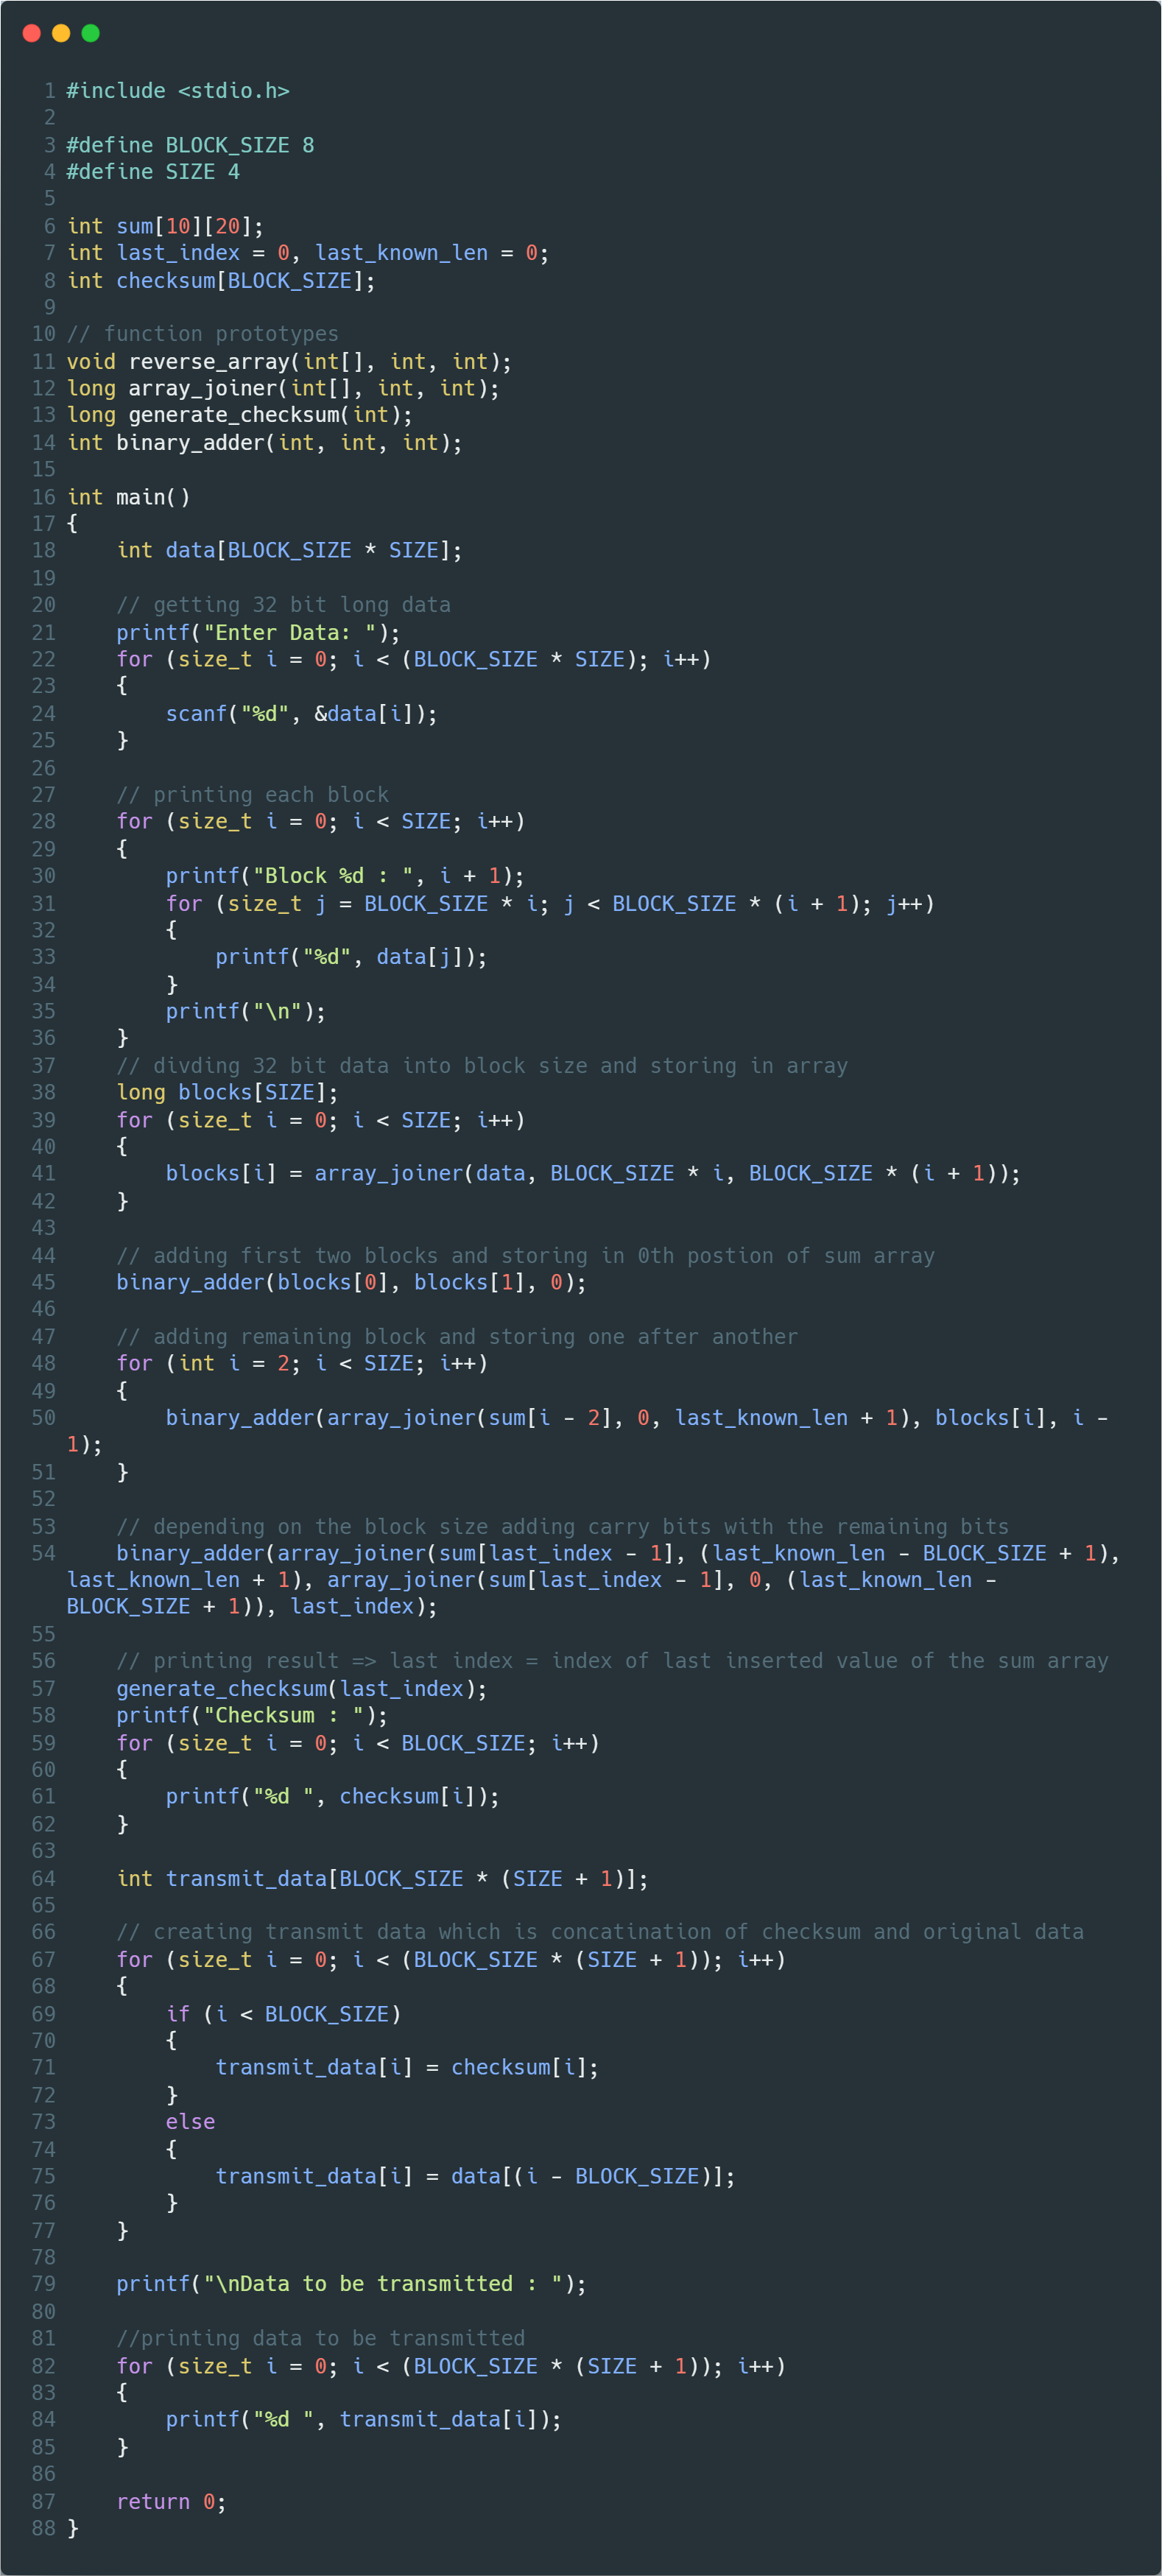 1 #include <stdio.h>
2
3 #define BLOCK_SIZE 8
4 #define SIZE 4
5
6 int sum[10][20];
7 int last_index = 0, last_known_len = 0;
8 int checksum[BLOCK_SIZE];
9
10 // function prototypes
11 void reverse_array(int[], int, int);
12 long array_joiner(int[], int, int);
13 long generate_checksum(int);
14 int binary_adder(int, int, int);
15
16 int main()
17 {
18     int data[BLOCK_SIZE * SIZE];
19
20     // getting 32 bit long data
21     printf("Enter Data: ");
22     for (size_t i = 0; i < (BLOCK_SIZE * SIZE); i++)
23     {
24         scanf("%d", &data[i]);
25     }
26
27     // printing each block
28     for (size_t i = 0; i < SIZE; i++)
29     {
30         printf("Block %d : ", i + 1);
31         for (size_t j = BLOCK_SIZE * i; j < BLOCK_SIZE * (i + 1); j++)
32         {
33             printf("%d", data[j]);
34         }
35         printf("\n");
36     }
37     // divding 32 bit data into block size and storing in array
38     long blocks[SIZE];
39     for (size_t i = 0; i < SIZE; i++)
40     {
41         blocks[i] = array_joiner(data, BLOCK_SIZE * i, BLOCK_SIZE * (i + 1));
42     }
43
44     // adding first two blocks and storing in 0th postion of sum array
45     binary_adder(blocks[0], blocks[1], 0);
46
47     // adding remaining block and storing one after another
48     for (int i = 2; i < SIZE; i++)
49     {
50         binary_adder(array_joiner(sum[i - 2], 0, last_known_len + 1), blocks[i], i -
1);
51     }
52
53     // depending on the block size adding carry bits with the remaining bits
54     binary_adder(array_joiner(sum[last_index - 1], (last_known_len - BLOCK_SIZE + 1),
last_known_len + 1), array_joiner(sum[last_index - 1], 0, (last_known_len -
BLOCK_SIZE + 1)), last_index);
55
56     // printing result => last index = index of last inserted value of the sum array
57     generate_checksum(last_index);
58     printf("Checksum : ");
59     for (size_t i = 0; i < BLOCK_SIZE; i++)
60     {
61         printf("%d ", checksum[i]);
62     }
63
64     int transmit_data[BLOCK_SIZE * (SIZE + 1)];
65
66     // creating transmit data which is concatination of checksum and original data
67     for (size_t i = 0; i < (BLOCK_SIZE * (SIZE + 1)); i++)
68     {
69         if (i < BLOCK_SIZE)
70         {
71             transmit_data[i] = checksum[i];
72         }
73         else
74         {
75             transmit_data[i] = data[(i - BLOCK_SIZE)];
76         }
77     }
78
79     printf("\nData to be transmitted : ");
80
81     //printing data to be transmitted
82     for (size_t i = 0; i < (BLOCK_SIZE * (SIZE + 1)); i++)
83     {
84         printf("%d ", transmit_data[i]);
85     }
86
87     return 0;
88 }